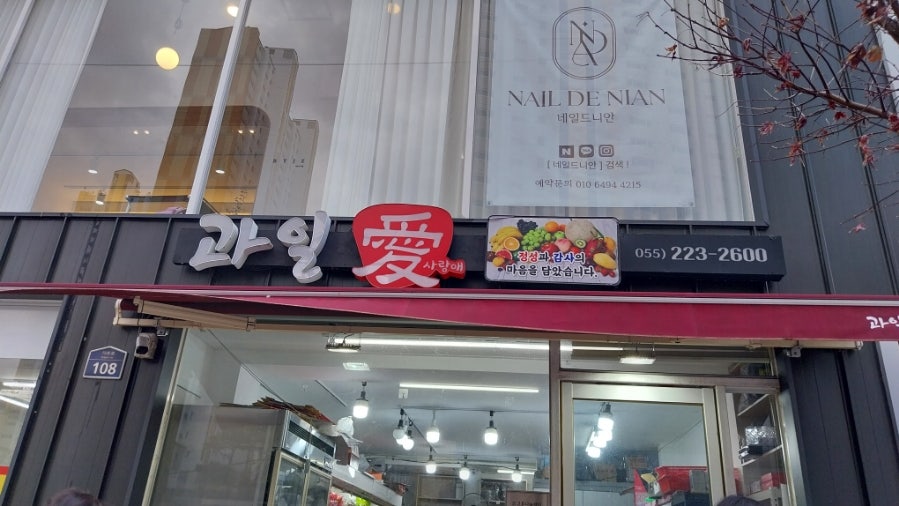 NAIL DE NIAN
네일드니안
[ 네일드니안 ] 검색 !
예약문의 010 6494 4215
과일 愛 사랑애
정성과 감사의
마음을 담았습니다.
055) 223-2600
과일
108